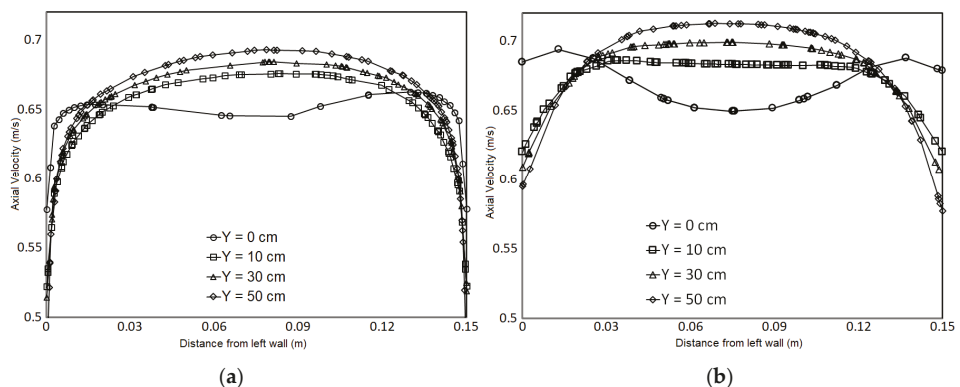 0.7
0.65
0.6
0.55
0.5
Axial Velocity (m/s)
Y = 0 cm
Y = 10 cm
Y = 30 cm
Y = 50 cm
0
0.03
0.06
0.09
0.12
0.15
Distance from left wall (m)
(a)
0.7
0.65
0.6
0.55
0.5
Axial Velocity (m/s)
Y = 0 cm
Y = 10 cm
Y = 30 cm
Y = 50 cm
0
0.03
0.06
0.09
0.12
0.15
Distance from left wall (m)
(b)